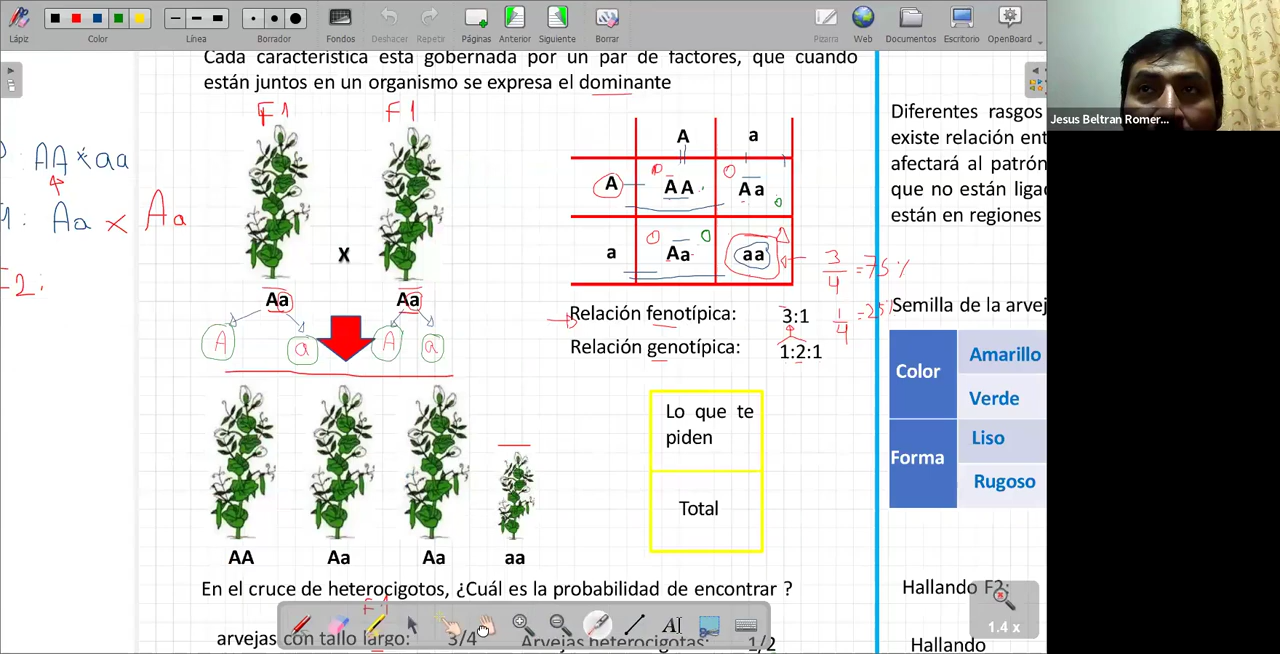 Lápiz
Color
Línea
Borrador
Fondos
Deshacer
Repetir
Páginas
Anterior
Siguiente
Borrar
Pizarra
Web
Documentos
Escritorio
OpenBoard
Jesus Beltran Romer...
Cada característica esta gobernada por un par de factores, que cuando
están juntos en un organismo se expresa el dominante
F1 F1
AA x aa
1: Aa x Aa
F2:
X
Aa Aa
A a A a
AA Aa Aa aa
A a
A AA Aa
a Aa aa
3/4 = 75%
1/4 = 25%
Relación fenotípica: 3:1
Relación genotípica: 1:2:1
Lo que te
piden
Total
En el cruce de heterocigotos, ¿Cuál es la probabilidad de encontrar ?
F1
arvejas con tallo largo: 3/4
Arvejas heterocigotas: 1/2
Diferentes rasgos
existe relación ent
afectará al patrón
que no están liga
están en regiones
Semilla de la arvej
Color
Amarillo
Verde
Forma
Liso
Rugoso
Hallando F2:
Hallando
1.4 x